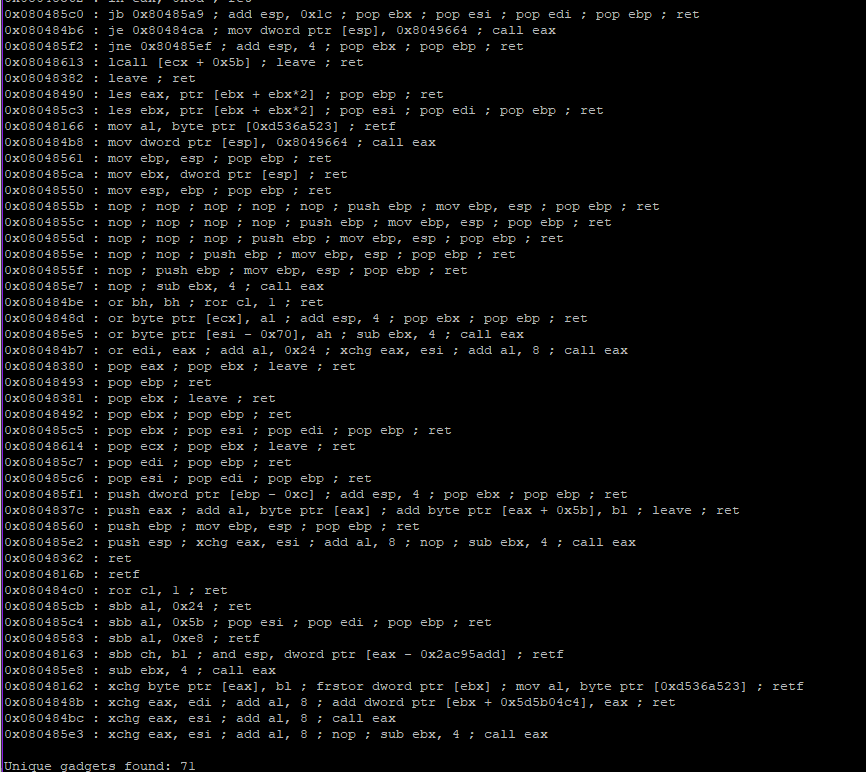 0x080485c0 : jb 0x80485a9 ; add esp, 0x1c ; pop ebx ; pop esi ; pop edi ; pop ebp ; ret
0x080484b6 : je 0x80484ca ; mov dword ptr [esp], 0x8049664 ; call eax
0x080485f2 : jne 0x80485ef ; add esp, 4 ; pop ebx ; pop ebp ; ret
0x08048613 : lcall [ecx + 0x5b] ; leave ; ret
0x08048382 : leave ; ret
0x08048490 : les eax, ptr [ebx + ebx*2] ; pop ebp ; ret
0x080485c3 : les ebx, ptr [ebx + ebx*2] ; pop esi ; pop edi ; pop ebp ; ret
0x08048166 : mov al, byte ptr [0xd536a523] ; retf
0x080484b8 : mov dword ptr [esp], 0x8049664 ; call eax
0x08048561 : mov ebp, esp ; pop ebp ; ret
0x080485ca : mov ebx, dword ptr [esp] ; ret
0x08048550 : mov esp, ebp ; pop ebp ; ret
0x0804855b : nop ; nop ; nop ; nop ; nop ; push ebp ; mov ebp, esp ; pop ebp ; ret
0x0804855c : nop ; nop ; nop ; nop ; push ebp ; mov ebp, esp ; pop ebp ; ret
0x0804855d : nop ; nop ; nop ; push ebp ; mov ebp, esp ; pop ebp ; ret
0x0804855e : nop ; nop ; push ebp ; mov ebp, esp ; pop ebp ; ret
0x0804855f : nop ; push ebp ; mov ebp, esp ; pop ebp ; ret
0x080485e7 : nop ; sub ebx, 4 ; call eax
0x080484be : or bh, bh ; ror cl, 1 ; ret
0x0804848d : or byte ptr [ecx], al ; add esp, 4 ; pop ebx ; pop ebp ; ret
0x080485e5 : or byte ptr [esi - 0x70], ah ; sub ebx, 4 ; call eax
0x080484b7 : or edi, eax ; add al, 0x24 ; xchg eax, esi ; add al, 8 ; call eax
0x08048380 : pop eax ; pop ebx ; leave ; ret
0x08048493 : pop ebp ; ret
0x08048381 : pop ebx ; leave ; ret
0x08048492 : pop ebx ; pop ebp ; ret
0x080485c5 : pop ebx ; pop esi ; pop edi ; pop ebp ; ret
0x08048614 : pop ecx ; pop ebx ; leave ; ret
0x080485c7 : pop edi ; pop ebp ; ret
0x080485c6 : pop esi ; pop edi ; pop ebp ; ret
0x080485f1 : push dword ptr [ebp - 0xc] ; add esp, 4 ; pop ebx ; pop ebp ; ret
0x0804837c : push eax ; add al, byte ptr [eax] ; add byte ptr [eax + 0x5b], bl ; leave ; ret
0x08048560 : push ebp ; mov ebp, esp ; pop ebp ; ret
0x080485e2 : push esp ; xchg eax, esi ; add al, 8 ; nop ; sub ebx, 4 ; call eax
0x08048362 : ret
0x0804816b : retf
0x080484c0 : ror cl, 1 ; ret
0x080485cb : sbb al, 0x24 ; ret
0x080485c4 : sbb al, 0x5b ; pop esi ; pop edi ; pop ebp ; ret
0x08048583 : sbb al, 0xe8 ; retf
0x08048163 : sbb ch, bl ; and esp, dword ptr [eax - 0x2ac95add] ; retf
0x080485e8 : sub ebx, 4 ; call eax
0x08048162 : xchg byte ptr [eax], bl ; frstor dword ptr [ebx] ; mov al, byte ptr [0xd536a523] ; retf
0x0804848b : xchg eax, edi ; add al, 8 ; add dword ptr [ebx + 0x5d5b04c4], eax ; ret
0x080484bc : xchg eax, esi ; add al, 8 ; call eax
0x080485e3 : xchg eax, esi ; add al, 8 ; nop ; sub ebx, 4 ; call eax
Unique gadgets found: 71